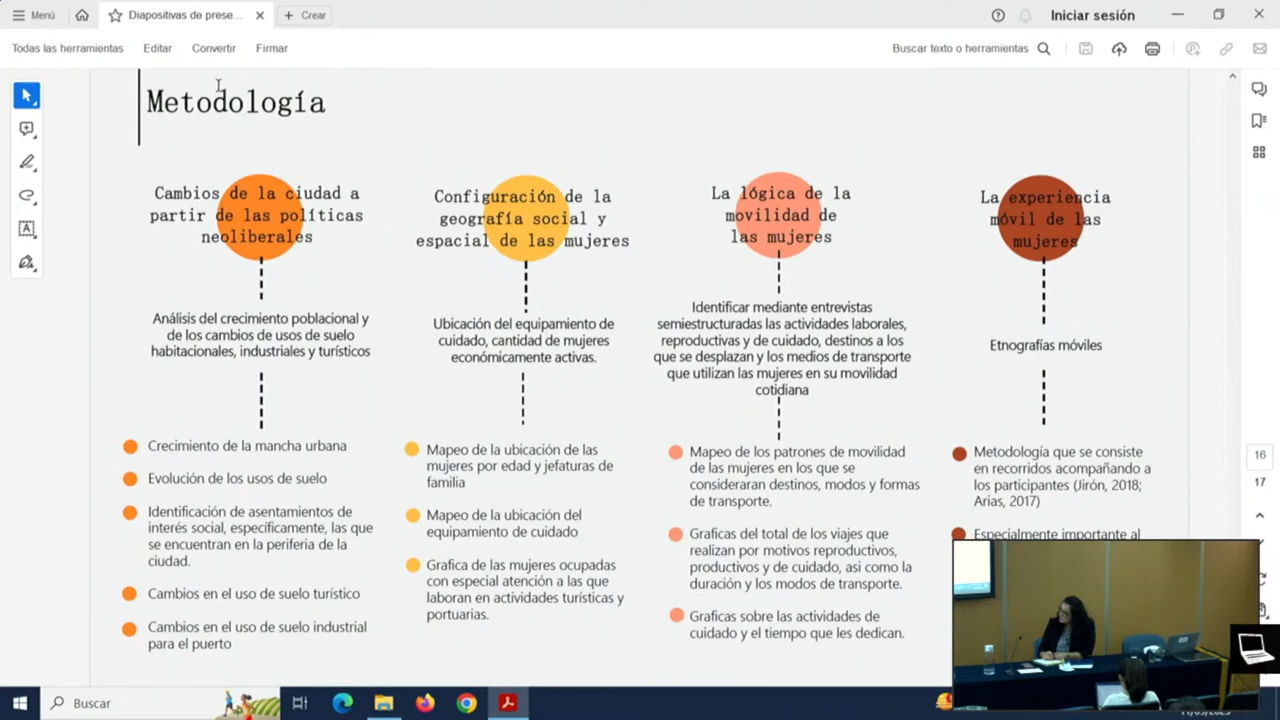 Menú
Diapositivas de prese...
Crear
Iniciar sesión
Todas las herramientas
Editar
Convertir
Firmar
Buscar texto o herramientas
Metodología
Cambios de la ciudad a
partir de las políticas
neoliberales
Análisis del crecimiento poblacional y
de los cambios de usos de suelo
habitacionales, industriales y turísticos
Crecimiento de la mancha urbana
Evolución de los usos de suelo
Identificación de asentamientos de
interés social, específicamente, las que
se encuentran en la periferia de la
ciudad.
Cambios en el uso de suelo turístico
Cambios en el uso de suelo industrial
para el puerto
Configuración de la
geografía social y
espacial de las mujeres
Ubicación del equipamiento de
cuidado, cantidad de mujeres
económicamente activas.
Mapeo de la ubicación de las
mujeres por edad y jefaturas de
familia
Mapeo de la ubicación del
equipamiento de cuidado
Grafica de las mujeres ocupadas
con especial atención a las que
laboran en actividades turísticas y
portuarias.
La lógica de la
movilidad de
las mujeres
Identificar mediante entrevistas
semiestructuradas las actividades laborales,
reproductivas y de cuidado, destinos a los
que se desplazan y los medios de transporte
que utilizan las mujeres en su movilidad
cotidiana
Mapeo de los patrones de movilidad
de las mujeres en los que se
consideraran destinos, modos y formas
de transporte.
Graficas del total de los viajes que
realizan por motivos reproductivos,
productivos y de cuidado, asi como la
duración y los modos de transporte.
Graficas sobre las actividades de
cuidado y el tiempo que les dedican.
La experiencia
móvil de las
mujeres
Etnografías móviles
Metodología que se consiste
en recorridos acompañando a
los participantes (Jirón, 2018;
Arias, 2017)
Especialmente importante al
16
17
Buscar